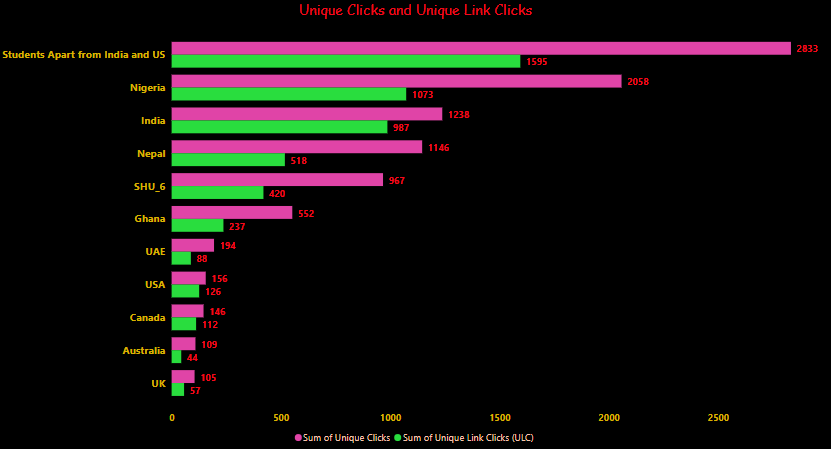 Unique Clicks and Unique Link Clicks
Students Apart from India and US
2833
1595
Nigeria
2058
1073
India
1238
987
Nepal
1146
518
SHU_6
967
420
Ghana
552
237
UAE
194
88
USA
156
126
Canada
146
112
Australia
109
44
UK
105
57
0 500 1000 1500 2000 2500
Sum of Unique Clicks Sum of Unique Link Clicks (ULC)